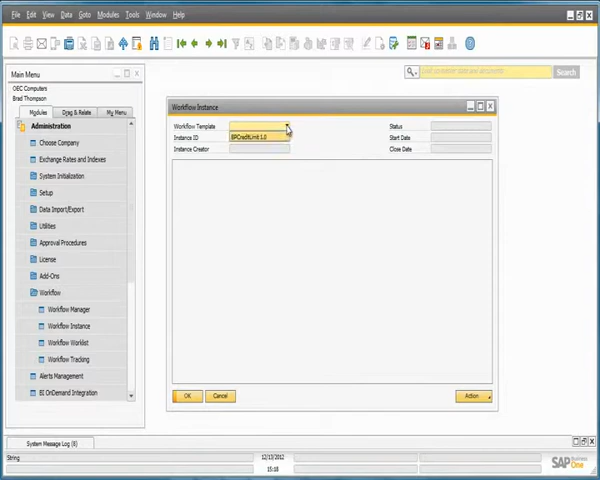 File Edit View Data Goto Modules Tools Window Help
Main Menu
OEC Computers
Brad Thompson
Modules Drag & Relate My Menu
Administration
Choose Company
Exchange Rates and Indexes
System Initialization
Setup
Data Import/Export
Utilities
Approval Procedures
License
Add-Ons
Workflow
Workflow Manager
Workflow Instance
Workflow Worklist
Workflow Tracking
Alerts Management
BI OnDemand Integration
Search
Workflow Instance
Workflow Template
Instance ID BPCreditLimit 1.0
Instance Creator
Status
Start Date
Close Date
OK Cancel Action
System Message Log (8)
String
12/13/2012
15:18
SAP Business One